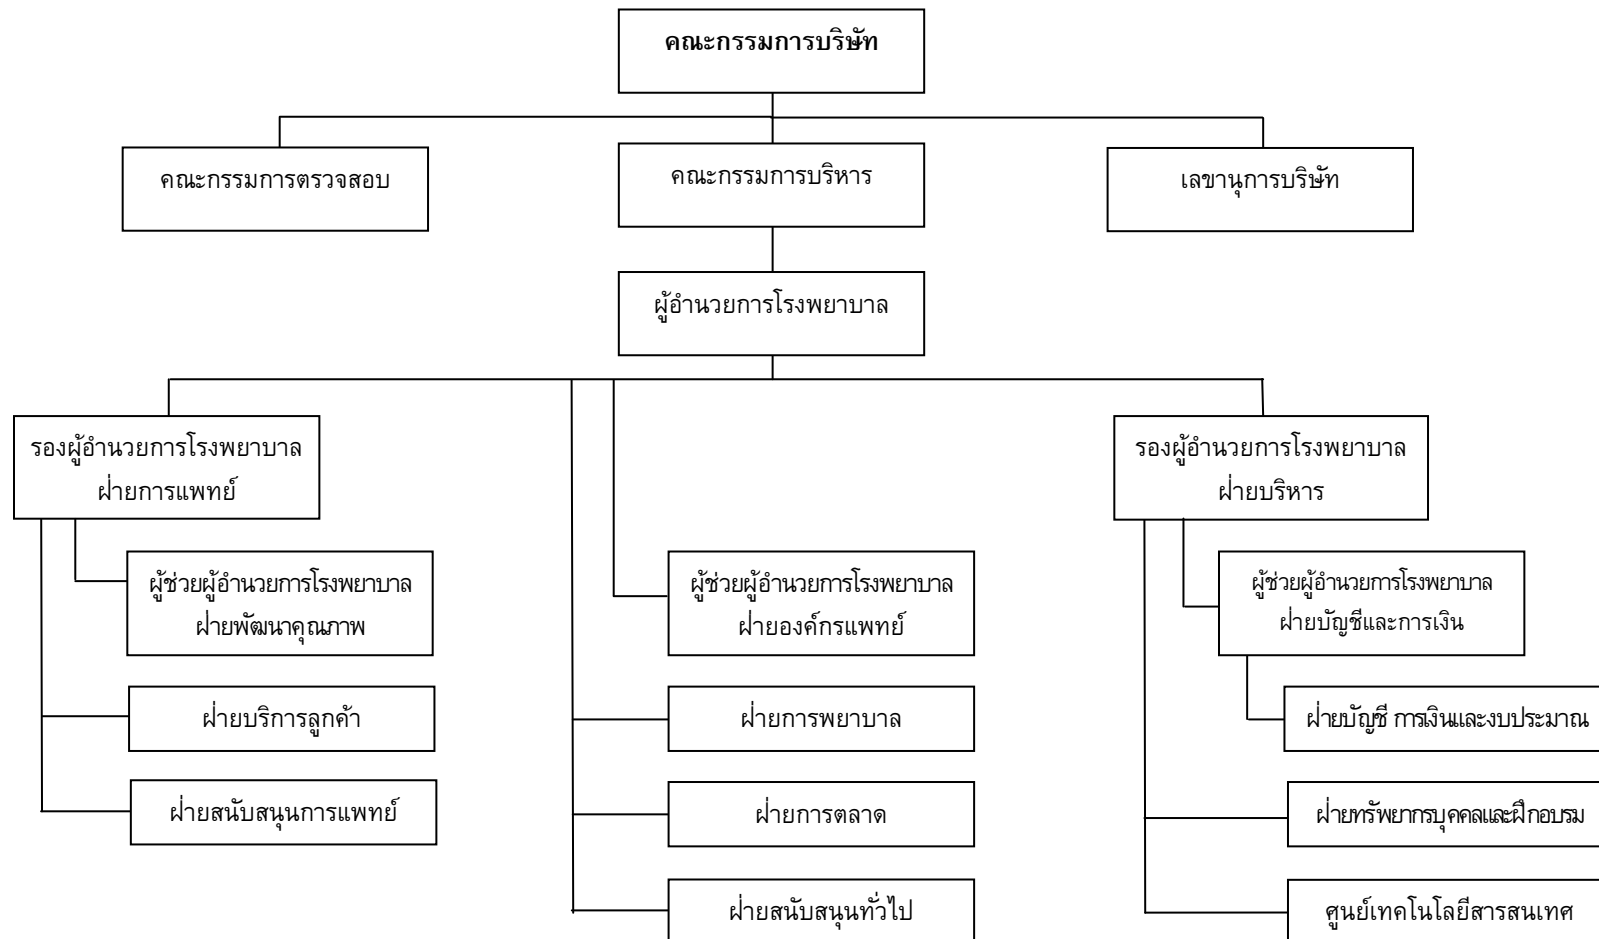 คณะกรรมการบริษัท
คณะกรรมการตรวจสอบ
คณะกรรมการบริหาร
เลขานุการบริษัท
ผู้อำนวยการโรงพยาบาล
รองผู้อำนวยการโรงพยาบาล
ฝ่ายการแพทย์
รองผู้อำนวยการโรงพยาบาล
ฝ่ายบริหาร
ผู้ช่วยผู้อำนวยการโรงพยาบาล
ฝ่ายพัฒนาคุณภาพ
ผู้ช่วยผู้อำนวยการโรงพยาบาล
ฝ่ายองค์กรแพทย์
ผู้ช่วยผู้อำนวยการโรงพยาบาล
ฝ่ายบัญชีและการเงิน
ฝ่ายบริการลูกค้า
ฝ่ายการพยาบาล
ฝ่ายบัญชี การเงินและงบประมาณ
ฝ่ายสนับสนุนการแพทย์
ฝ่ายการตลาด
ฝ่ายทรัพยากรบุคคลและฝึกอบรม
ฝ่ายสนับสนุนทั่วไป
ศูนย์เทคโนโลยีสารสนเทศ